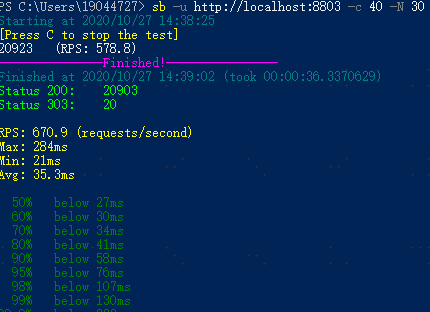 PS C:\Users\19044727> sb -u http://localhost:8803 -c 40 -N 30
Starting at 2020/10/27 14:38:25
[Press C to stop the test]
20923 (RPS: 578.8)
---------------Finished!----------------
Finished at 2020/10/27 14:39:02 (took 00:00:36.3370629)
Status 200: 20903
Status 303: 20
RPS: 670.9 (requests/second)
Max: 284ms
Min: 21ms
Avg: 35.3ms
50% below 27ms
60% below 30ms
70% below 34ms
80% below 41ms
90% below 58ms
95% below 76ms
98% below 107ms
99% below 130ms